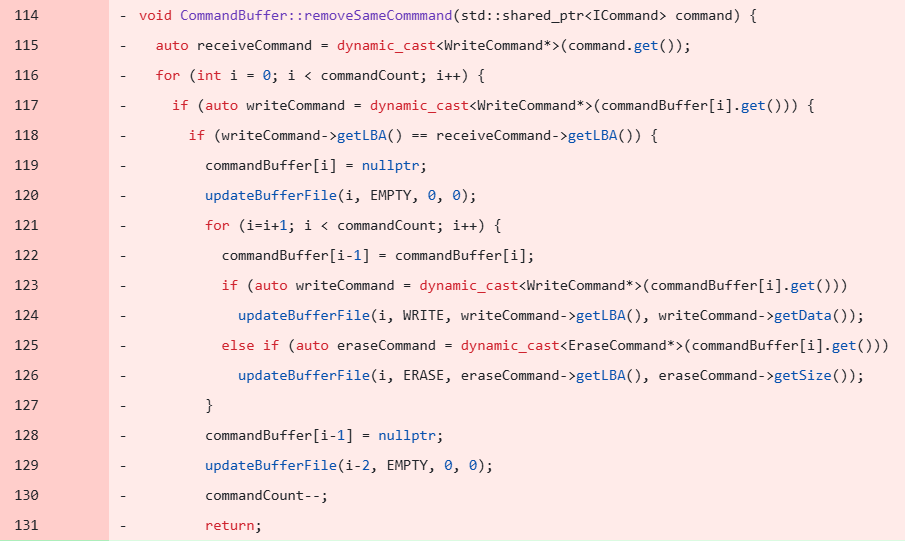 114 - void CommandBuffer::removeSameCommmand(std::shared_ptr<ICommand> command) {
115 - auto receiveCommand = dynamic_cast<WriteCommand*>(command.get());
116 - for (int i = 0; i < commandCount; i++) {
117 - if (auto writeCommand = dynamic_cast<WriteCommand*>(commandBuffer[i].get())) {
118 - if (writeCommand->getLBA() == receiveCommand->getLBA()) {
119 - commandBuffer[i] = nullptr;
120 - updateBufferFile(i, EMPTY, 0, 0);
121 - for (i=i+1; i < commandCount; i++) {
122 - commandBuffer[i-1] = commandBuffer[i];
123 - if (auto writeCommand = dynamic_cast<WriteCommand*>(commandBuffer[i].get()))
124 - updateBufferFile(i, WRITE, writeCommand->getLBA(), writeCommand->getData());
125 - else if (auto eraseCommand = dynamic_cast<EraseCommand*>(commandBuffer[i].get()))
126 - updateBufferFile(i, ERASE, eraseCommand->getLBA(), eraseCommand->getSize());
127 - }
128 - commandBuffer[i-1] = nullptr;
129 - updateBufferFile(i-2, EMPTY, 0, 0);
130 - commandCount--;
131 - return;